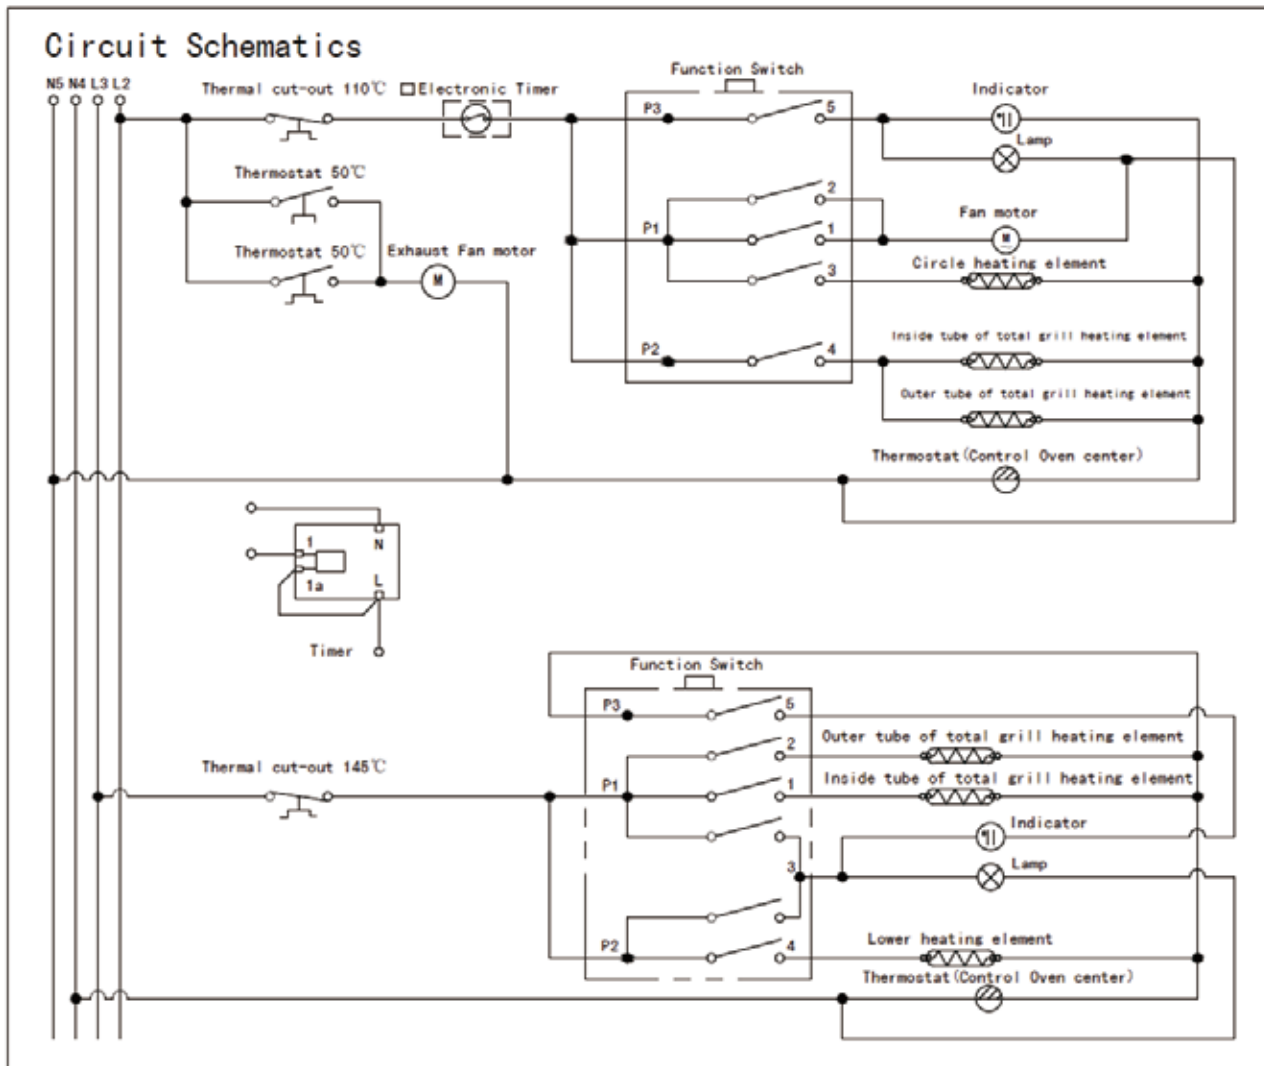 Circuit Schematics
N5 N4 L3 L2
Thermal cut-out 110℃ Electronic Timer
Function Switch
Indicator
P3 5
Lamp
Thermostat 50℃
2
Fan motor
P1 1
M
Thermostat 50℃ Exhaust Fan motor
Circle heating element
3
M
Inside tube of total grill heating element
P2 4
Outer tube of total grill heating element
Thermostat(Control Oven center)
1 N
1a L
Timer
Function Switch
P3 5
Outer tube of total grill heating element
2
Thermal cut-out 145℃
Inside tube of total grill heating element
P1 1
Indicator
3
Lamp
Lower heating element
P2 4
Thermostat(Control Oven center)